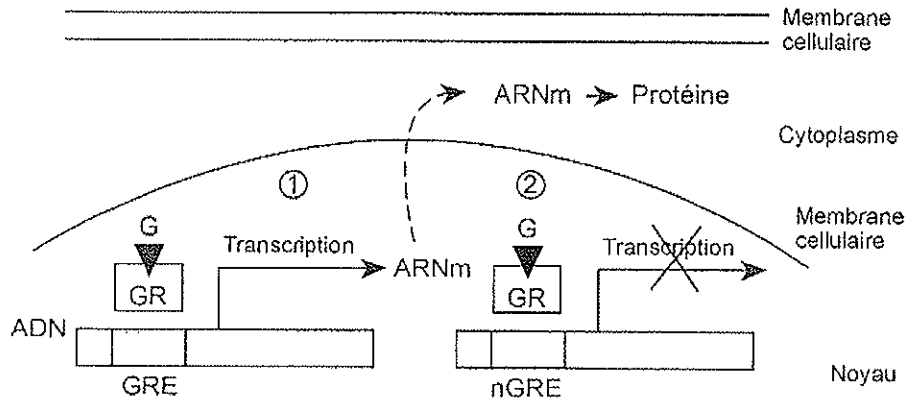 Membrane
cellulaire
ARNm Protéine
Cytoplasme
1 2
G G
Membrane
cellulaire
Transcription Transcription
ARNm
GR GR
ADN
GRE nGRE
Noyau